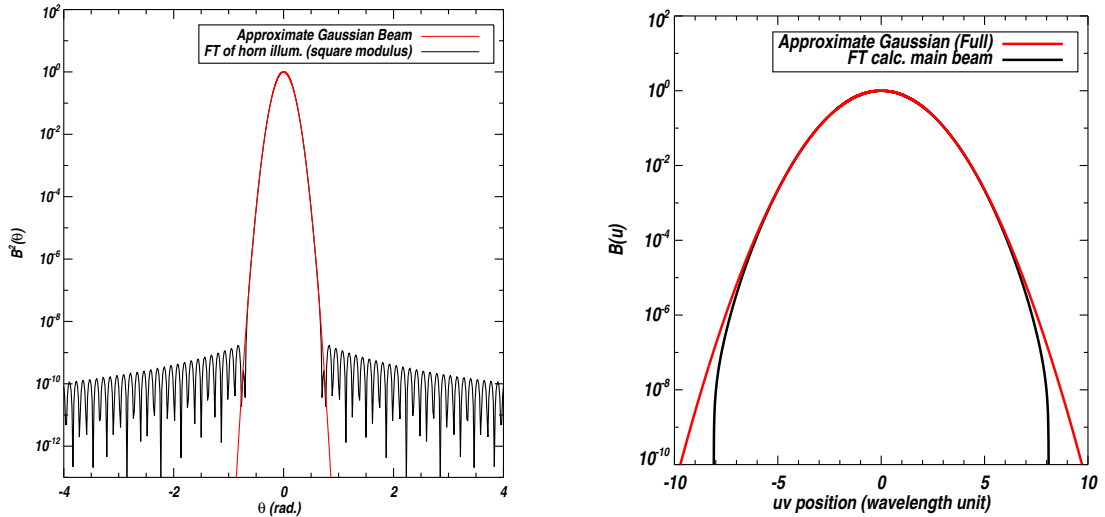 Approximate Gaussian Beam
FT of horn illum. (square modulus)
10^2
10^0
10^-2
10^-4
10^-6
10^-8
10^-10
10^-12
B^2(θ)
-4 -2 0 2 4
θ (rad.)
Approximate Gaussian (Full)
FT calc. main beam
10^2
10^0
10^-2
10^-4
10^-6
10^-8
10^-10
B(u)
-10 -5 0 5 10
uv position (wavelength unit)